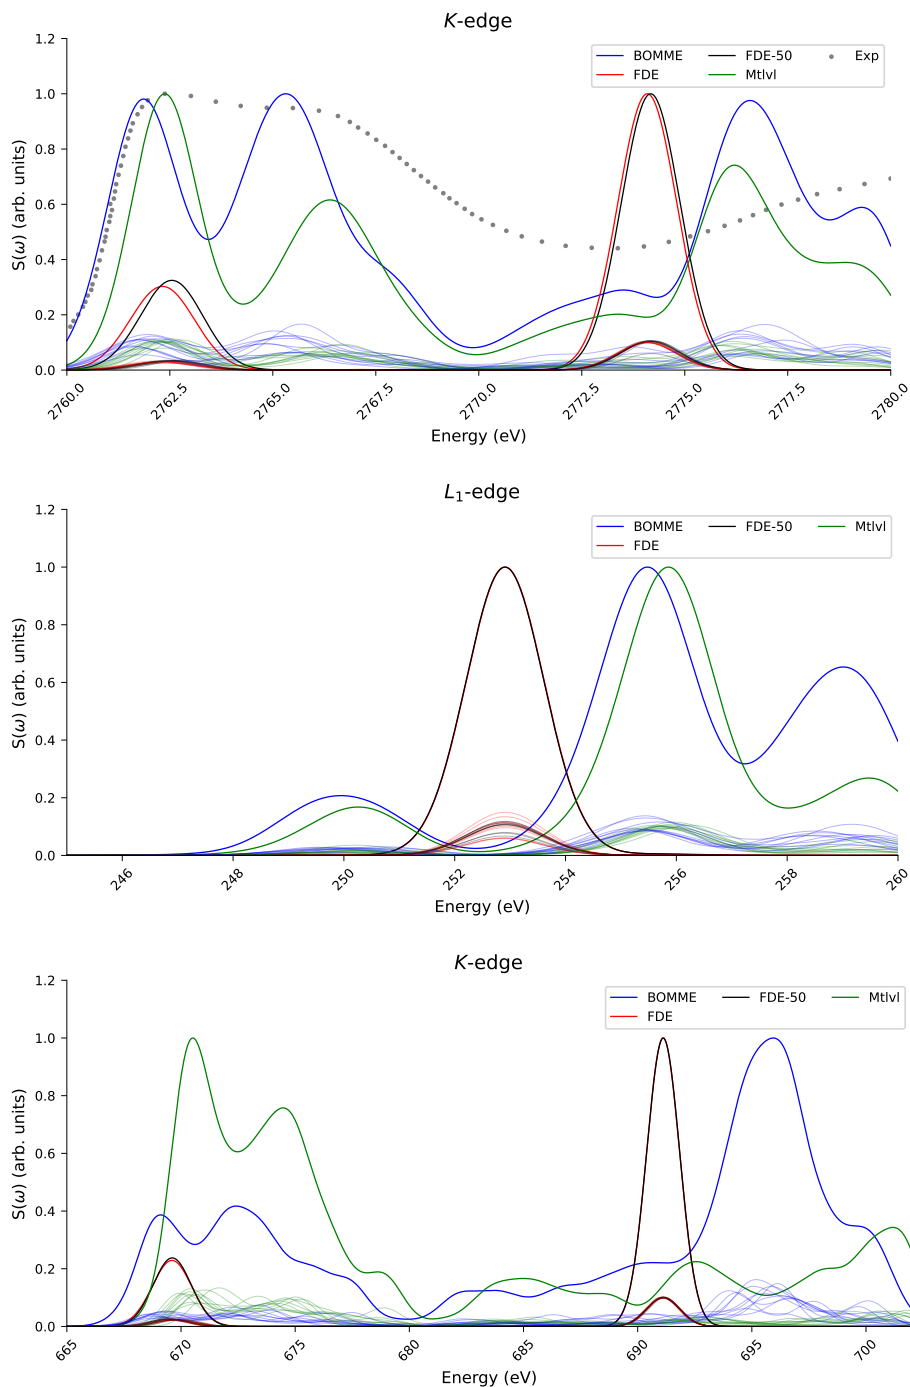 K-edge
1.2
1.0
0.8
0.6
0.4
0.2
0.0
S(ω) (arb. units)
BOMME FDE-50 Exp
FDE Mtlvl
2760.0 2762.5 2765.0 2767.5 2770.0 2772.5 2775.0 2777.5 2780.0
Energy (eV)
L₁-edge
1.2
1.0
0.8
0.6
0.4
0.2
0.0
S(ω) (arb. units)
BOMME FDE-50 Mtlvl
FDE
246 248 250 252 254 256 258 260
Energy (eV)
K-edge
1.2
1.0
0.8
0.6
0.4
0.2
0.0
S(ω) (arb. units)
BOMME FDE-50 Mtlvl
FDE
665 670 675 680 685 690 695 700
Energy (eV)